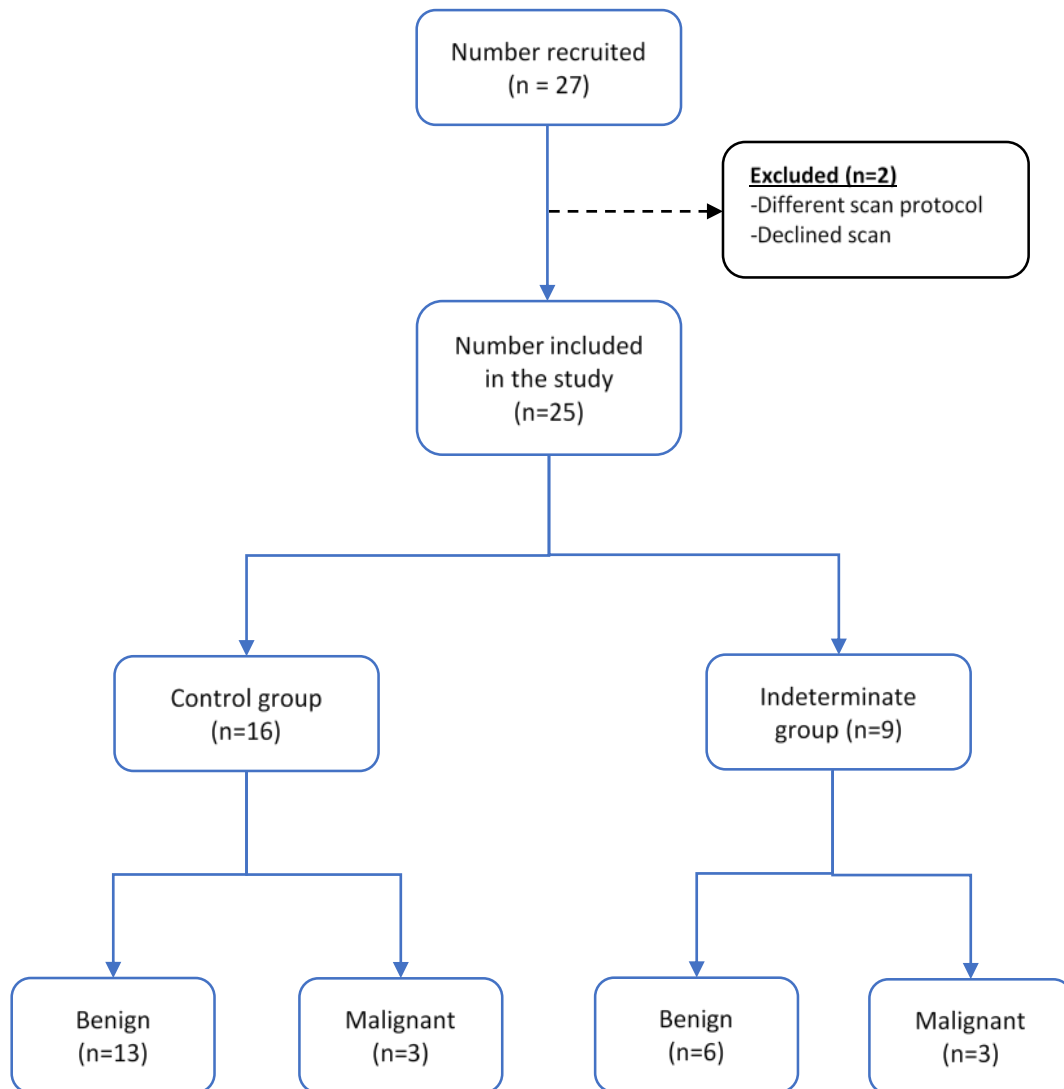 Number recruited
(n = 27)
Excluded (n=2)
-Different scan protocol
-Declined scan
Number included
in the study
(n=25)
Control group
(n=16)
Indeterminate
group (n=9)
Benign
(n=13)
Malignant
(n=3)
Benign
(n=6)
Malignant
(n=3)